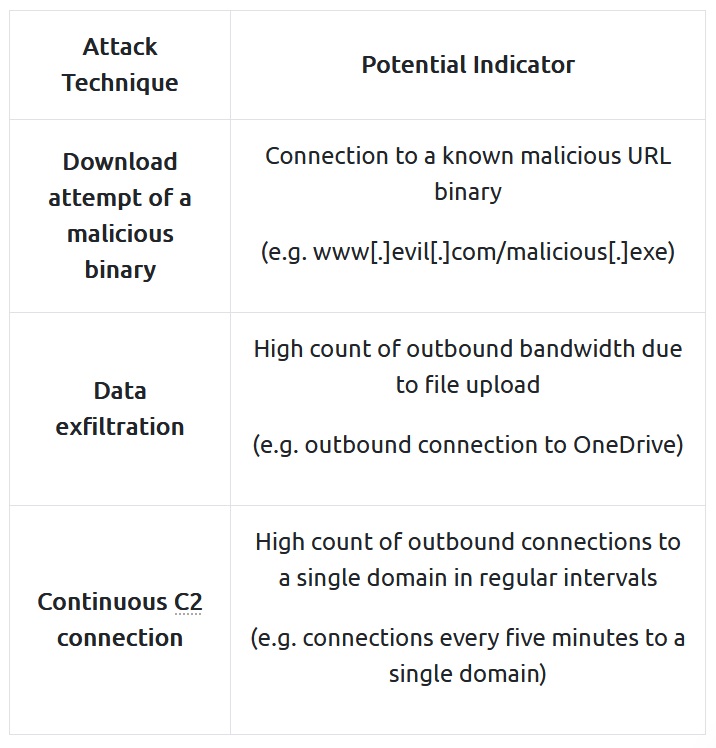 Attack
Technique
Potential Indicator
Download
attempt of a
malicious
binary
Connection to a known malicious URL
binary
(e.g. www[.]evil[.]com/malicious[.]exe)
Data
exfiltration
High count of outbound bandwidth due
to file upload
(e.g. outbound connection to OneDrive)
Continuous C2
connection
High count of outbound connections to
a single domain in regular intervals
(e.g. connections every five minutes to a
single domain)